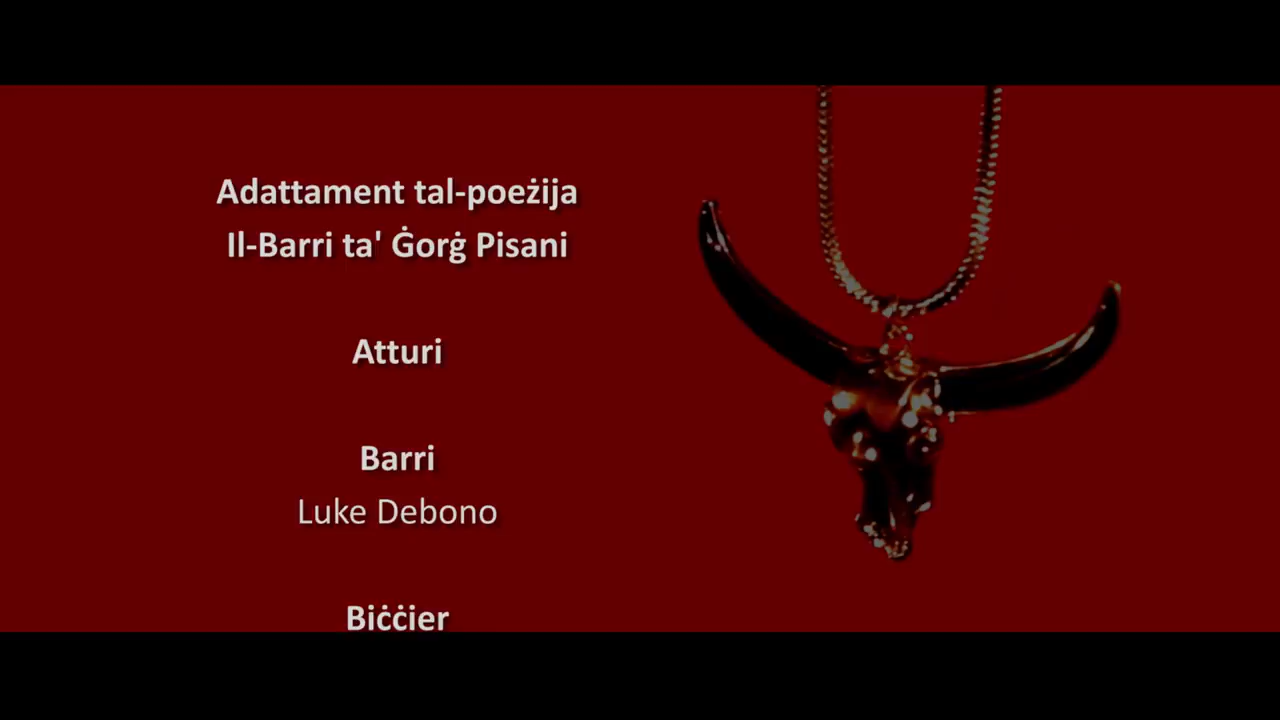 Adattament tal-poeżija
Il-Barri ta' Ġorġ Pisani
Atturi
Barri
Luke Debono
Biċċier